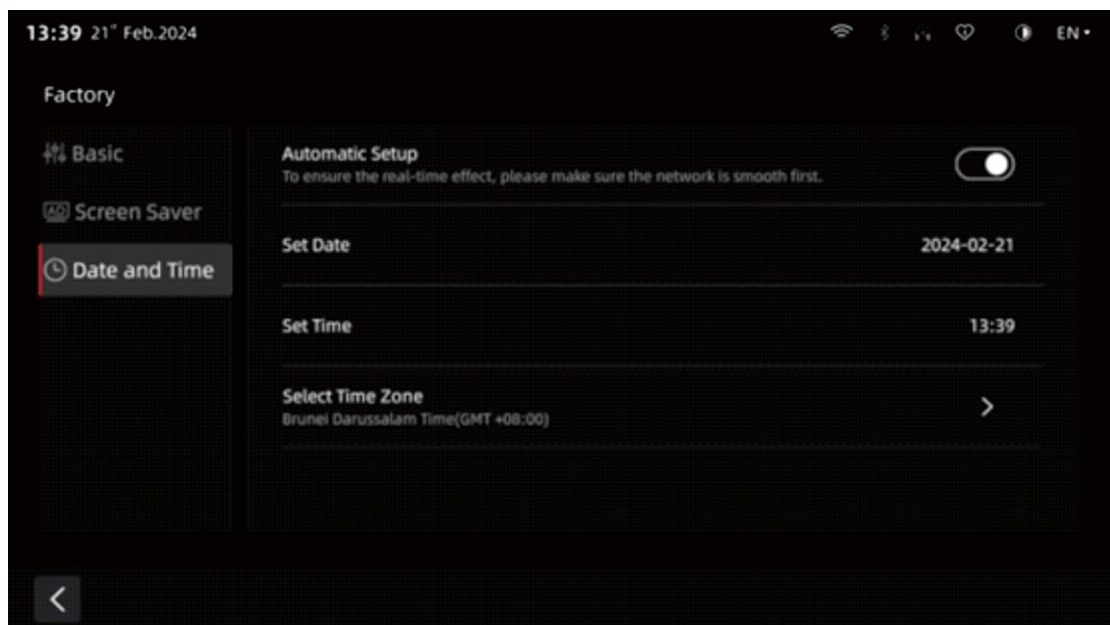 13:39 21st Feb.2024 EN
Factory
Basic
AD Screen Saver
Date and Time
Automatic Setup
To ensure the real-time effect, please make sure the network is smooth first.
Set Date 2024-02-21
Set Time 13:39
Select Time Zone
Brunei Darussalam Time(GMT +08:00)